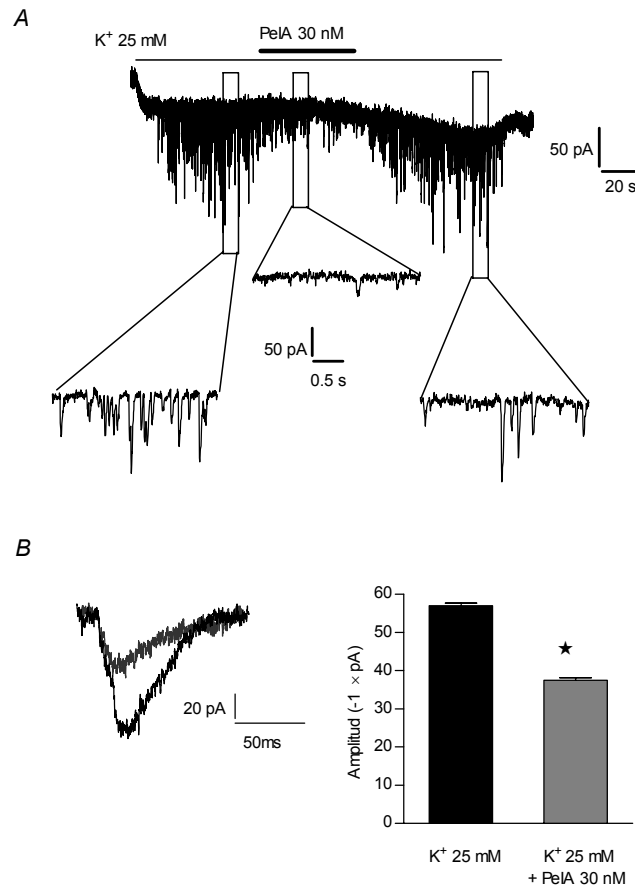 A
K⁺ 25 mM
PelA 30 nM
50 pA
20 s
50 pA
0.5 s
B
20 pA
50ms
Amplitud (-1 × pA)
60
50
40
30
20
10
0
★
K⁺ 25 mM
K⁺ 25 mM
+ PelA 30 nM